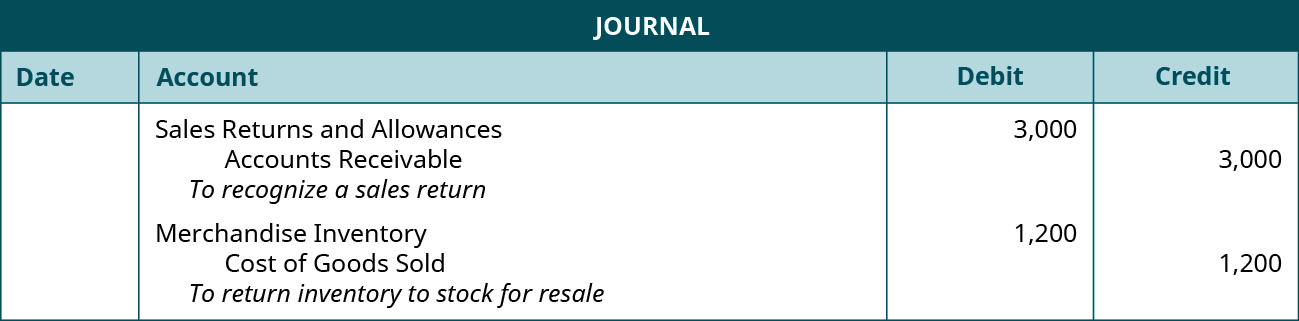 JOURNAL
Date Account Debit Credit
Sales Returns and Allowances 3,000
Accounts Receivable 3,000
To recognize a sales return
Merchandise Inventory 1,200
Cost of Goods Sold 1,200
To return inventory to stock for resale